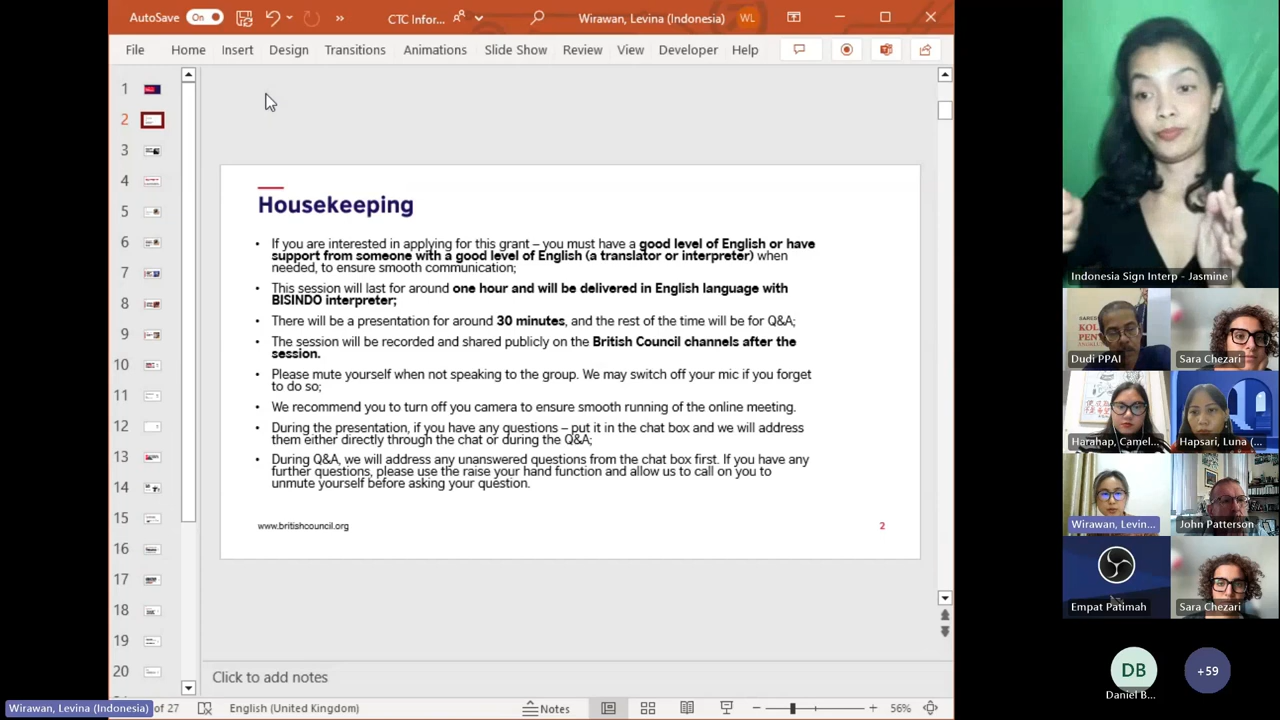 AutoSave On CTC Infor... Wirawan, Levina (Indonesia) WL
File Home Insert Design Transitions Animations Slide Show Review View Developer Help
1
2
3
4
5
6
7
8
9
10
11
12
13
14
15
16
17
18
19
20
Housekeeping
• If you are interested in applying for this grant – you must have a good level of English or have
support from someone with a good level of English (a translator or interpreter) when
needed, to ensure smooth communication;
• This session will last for around one hour and will be delivered in English language with
BISINDO interpreter;
• There will be a presentation for around 30 minutes, and the rest of the time will be for Q&A;
• The session will be recorded and shared publicly on the British Council channels after the
session.
• Please mute yourself when not speaking to the group. We may switch off your mic if you forget
to do so;
• We recommend you to turn off you camera to ensure smooth running of the online meeting.
• During the presentation, if you have any questions – put it in the chat box and we will address
them either directly through the chat or during the Q&A;
• During Q&A, we will address any unanswered questions from the chat box first. If you have any
further questions, please use the raise your hand function and allow us to call on you to
unmute yourself before asking your question.
www.britishcouncil.org 2
Click to add notes
Wirawan, Levina (Indonesia) of 27 English (United Kingdom) Notes 56%
Indonesia Sign Interp - Jasmine
Dudi PPAI Sara Chezari
Harahap, Camel... Hapsari, Luna (...
Wirawan, Levin... John Patterson
Empat Patimah Sara Chezari
DB +59
Daniel B...